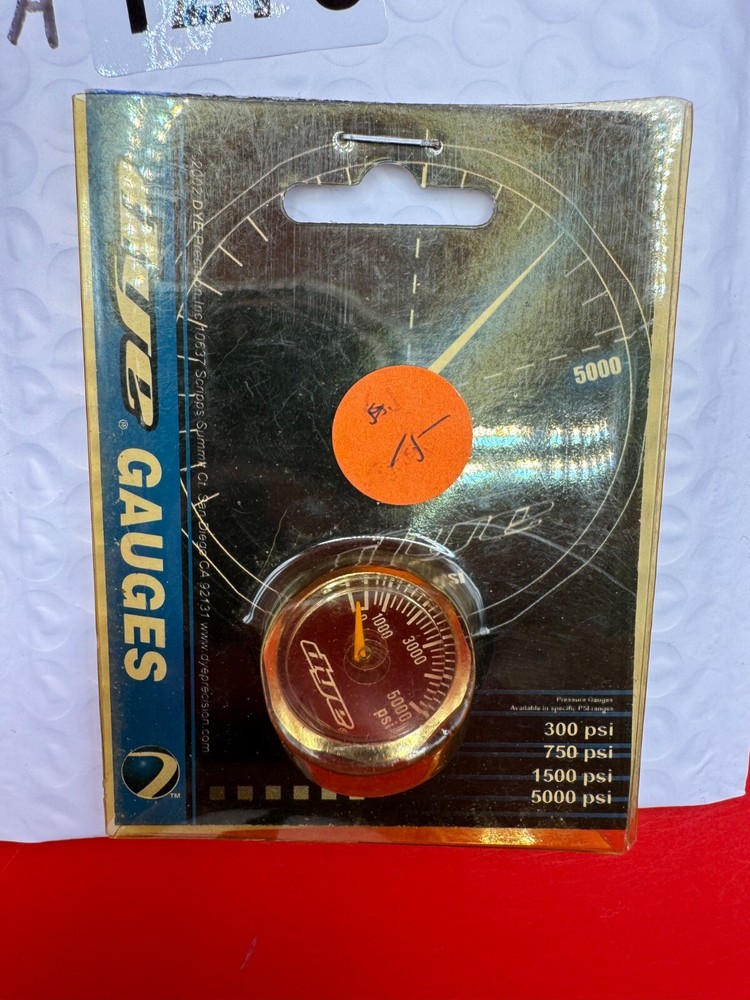 A
dye ®
GAUGES
2002 DYE Precision Inc. 10637 Scripps Summit Ct. San Diego CA 92131 www.dyeprecision.com
5000
15
0 1000 3000 5000
psi
dye ®
Pressure Gauges
Available in specific PSI ranges
300 psi
750 psi
1500 psi
5000 psi
TM